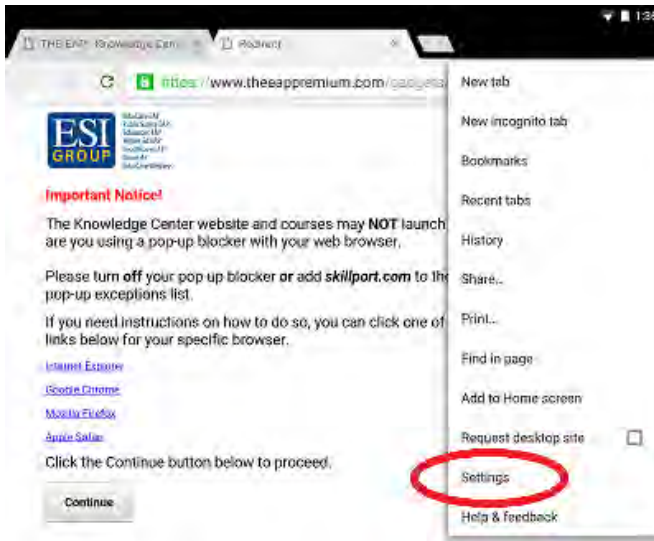 1:36
THE EAP Knowledge Cen
Redirect
https://www.theeappremium.com/gadgets/
ESI
GROUP
Important Notice!
The Knowledge Center website and courses may NOT launch
are you using a pop-up blocker with your web browser.
Please turn off your pop up blocker or add skillport.com to the
pop-up exceptions list.
If you need instructions on how to do so, you can click one of
links below for your specific browser.
Internet Explorer
Google Chrome
Mozilla Firefox
Apple Safari
Click the Continue button below to proceed.
Continue
New tab
New incognito tab
Bookmarks
Recent tabs
History
Share...
Print...
Find in page
Add to Home screen
Request desktop site
Settings
Help & feedback